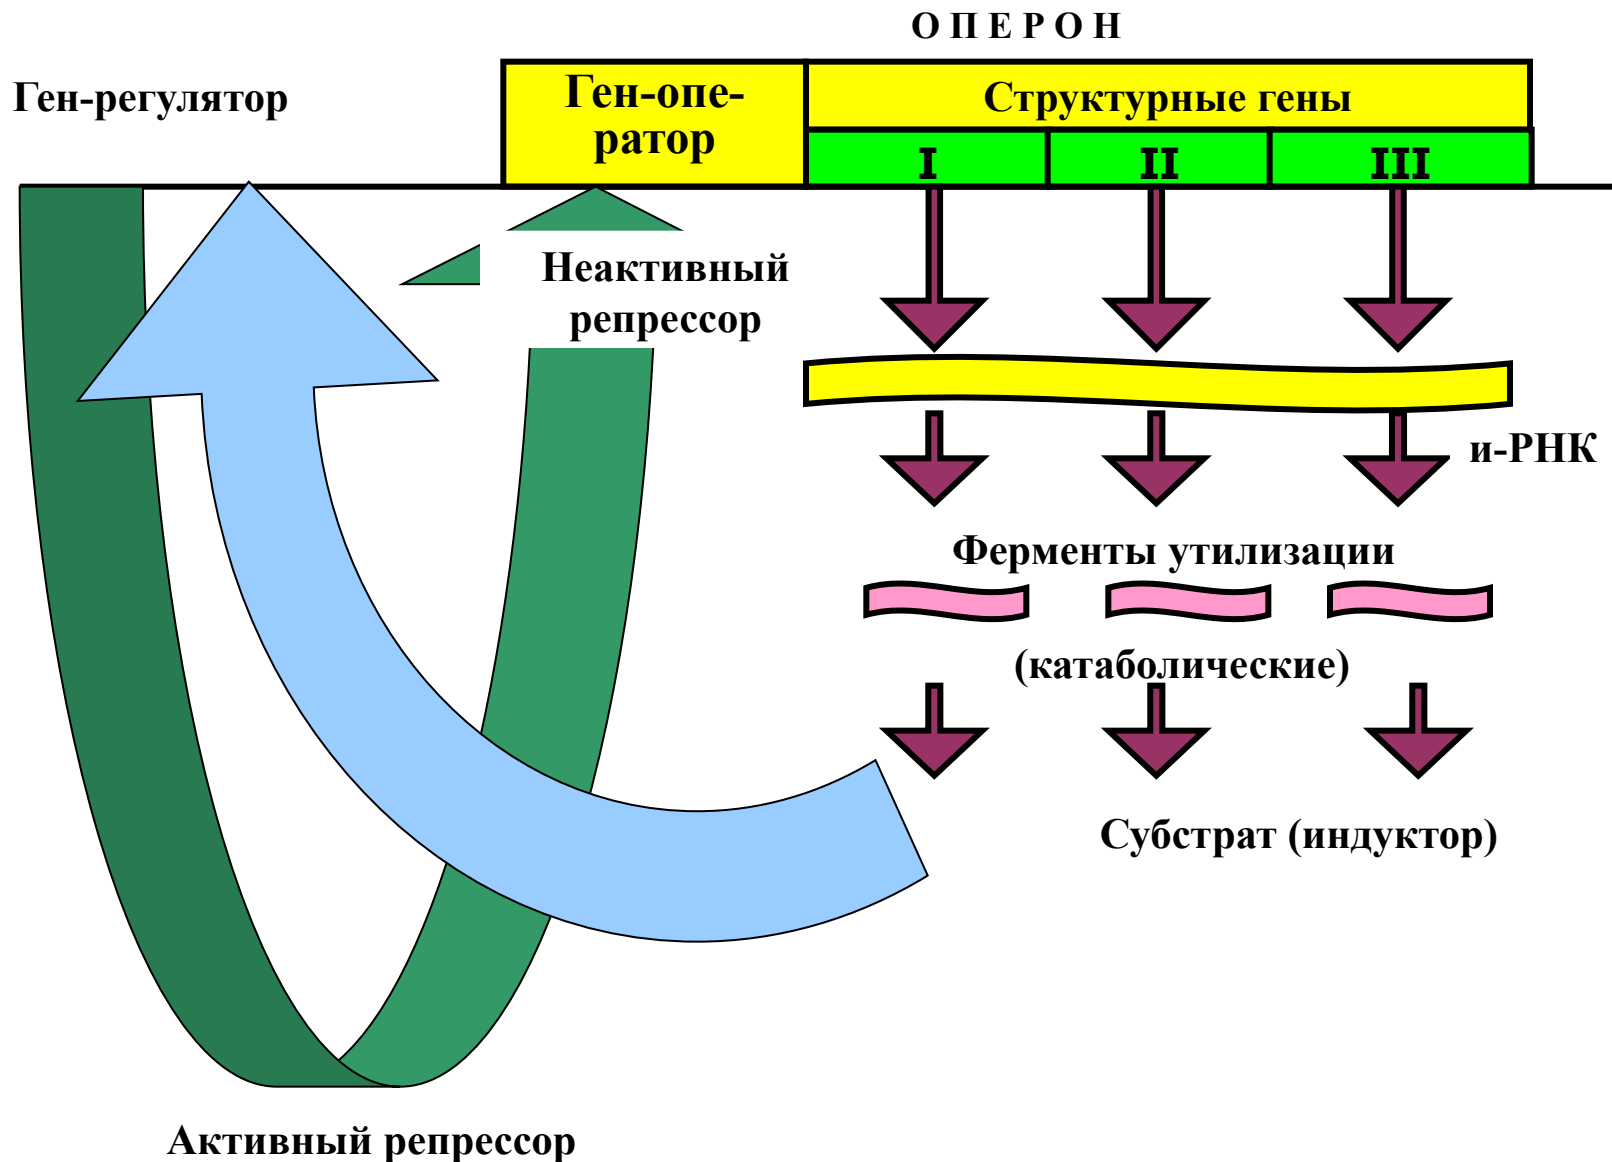 О П Е Р О Н
Ген-регулятор
Ген-опе-
ратор
Структурные гены
I II III
Неактивный
репрессор
и-РНК
Ферменты утилизации
(катаболические)
Субстрат (индуктор)
Активный репрессор